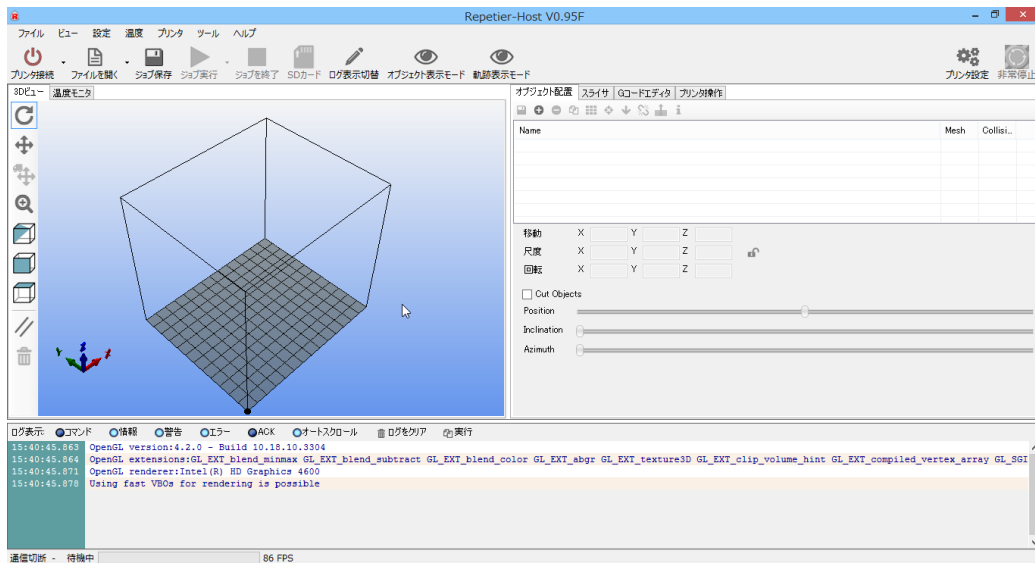 Repetier-Host V0.95F
ファイル ビュー 設定 温度 プリンタ ツール ヘルプ
プリンタ接続 ファイルを開く ジョブ保存 ジョブ実行 ジョブを終了 SDカード ログ表示切替 オブジェクト表示モード 軌跡表示モード プリンタ設定 非常停止
3Dビュー 温度モニタ
オブジェクト配置 スライサ Gコードエディタ プリンタ操作
Name Mesh Collisi...
移動 X Y Z
尺度 X Y Z
回転 X Y Z
Cut Objects
Position
Inclination
Azimuth
Y Z X
ログ表示: コマンド 情報 警告 エラー ACK オートスクロール ログをクリア 実行
15:40:45.863 OpenGL version:4.2.0 - Build 10.18.10.3304
15:40:45.864 OpenGL extensions:GL_EXT_blend_minmax GL_EXT_blend_subtract GL_EXT_blend_color GL_EXT_abgr GL_EXT_texture3D GL_EXT_clip_volume_hint GL_EXT_compiled_vertex_array GL_SGI
15:40:45.871 OpenGL renderer:Intel(R) HD Graphics 4600
15:40:45.878 Using fast VBOs for rendering is possible
通信切断 - 待機中 86 FPS